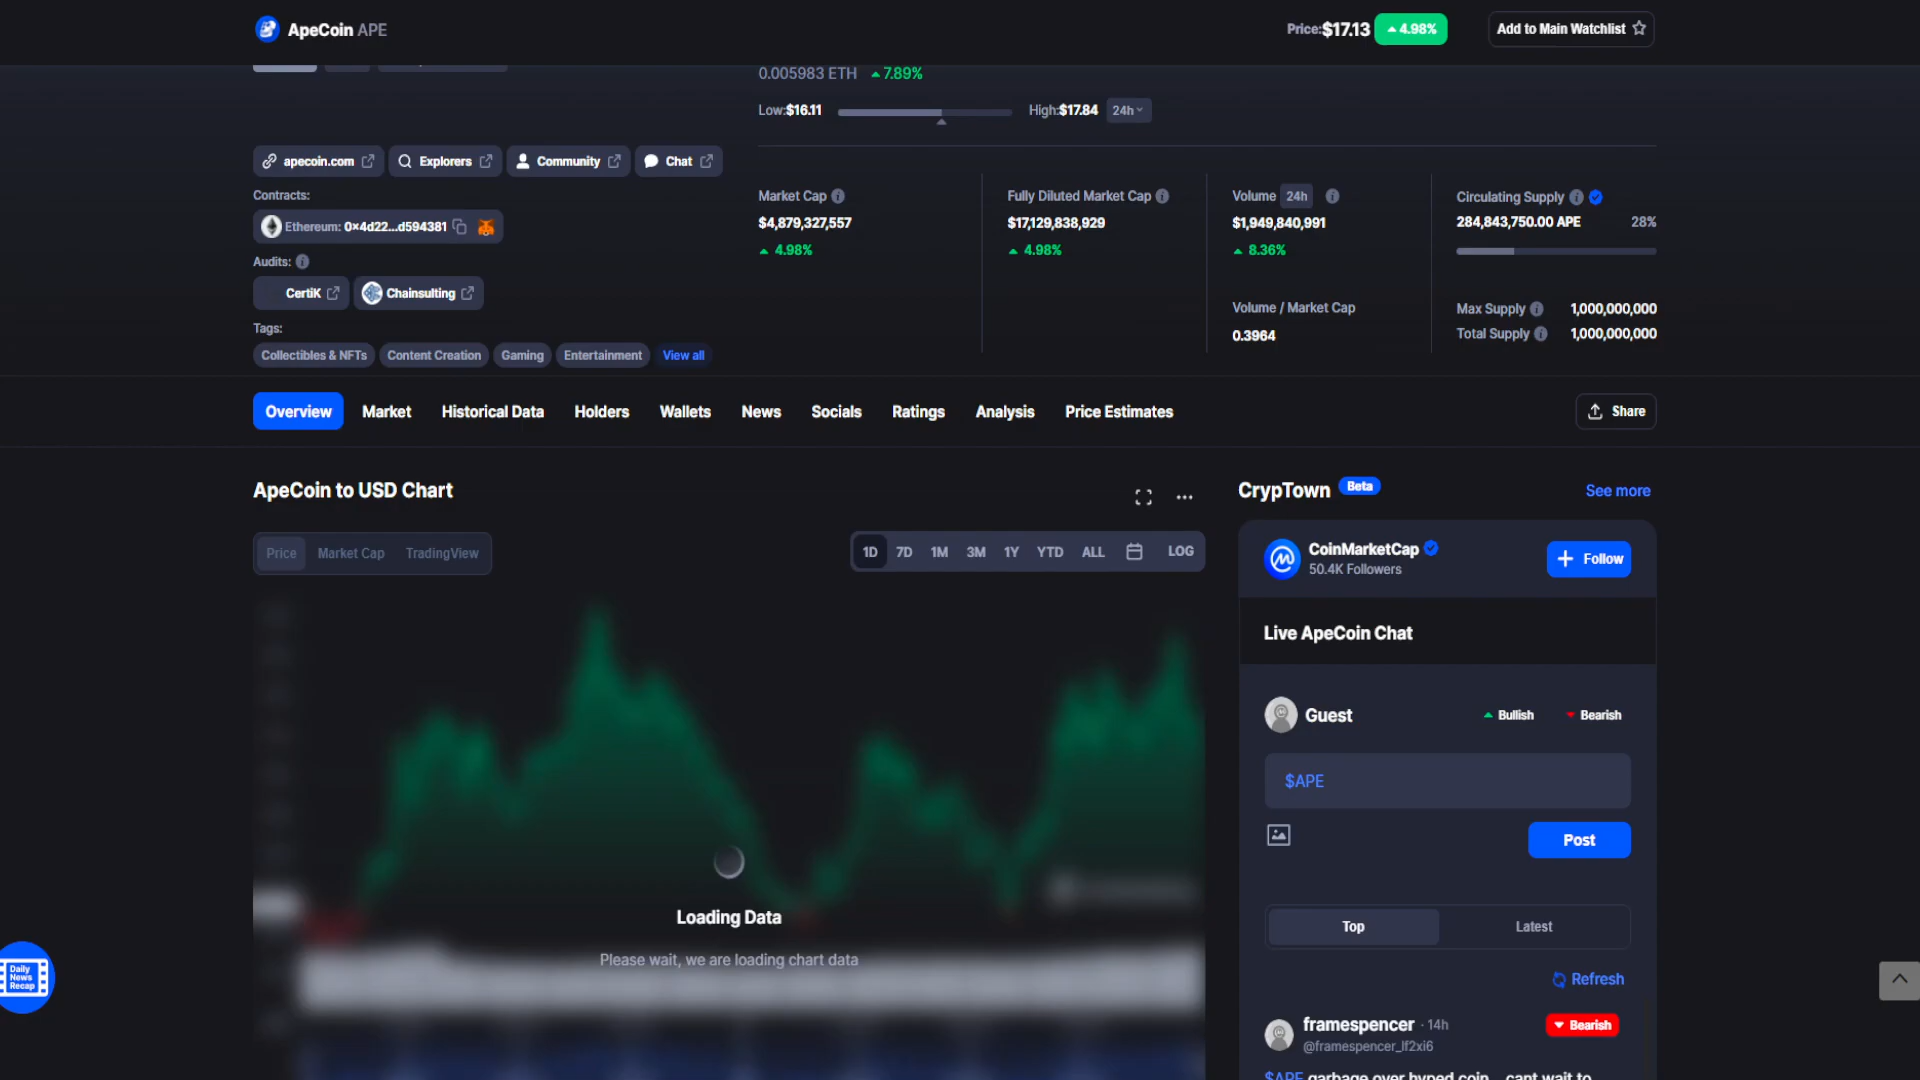 ApeCoin APE
Price:$17.13 4.98%
Add to Main Watchlist
0.005983 ETH 7.89%
Low:$16.11 High:$17.84 24h
apecoin.com Explorers Community Chat
Contracts:
Ethereum: 0x4d22...d594381
Audits:
CertiK Chainsulting
Tags:
Collectibles & NFTs Content Creation Gaming Entertainment View all
Market Cap
$4,879,327,557
4.98%
Fully Diluted Market Cap
$17,129,838,929
4.98%
Volume 24h
$1,949,840,991
8.36%
Volume / Market Cap
0.3964
Circulating Supply
284,843,750.00 APE 28%
Max Supply 1,000,000,000
Total Supply 1,000,000,000
Overview Market Historical Data Holders Wallets News Socials Ratings Analysis Price Estimates Share
ApeCoin to USD Chart
Price Market Cap TradingView
1D 7D 1M 3M 1Y YTD ALL LOG
Loading Data
Please wait, we are loading chart data
Daily
News
Recap
CrypTown Beta See more
CoinMarketCap
50.4K Followers
Follow
Live ApeCoin Chat
Guest Bullish Bearish
$APE
Post
Top Latest
Refresh
framespencer · 14h Bearish
@framespencer_lf2xi6
$APE garbage over hyped coin... cant wait to